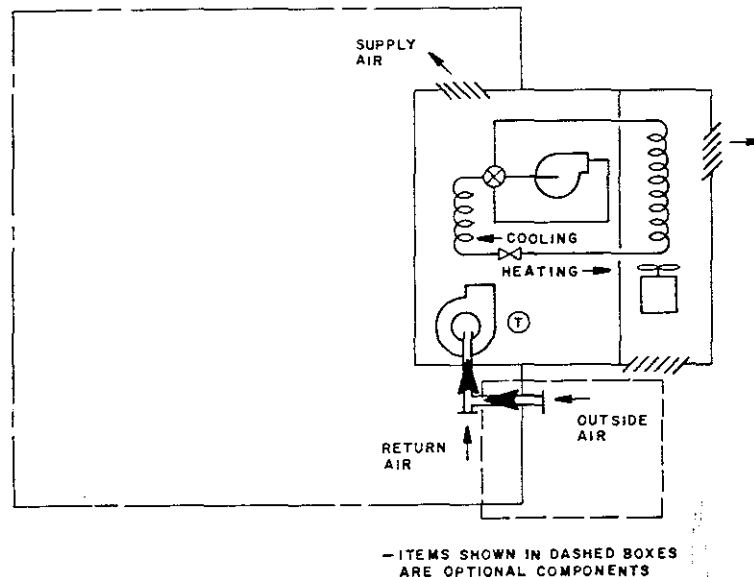 SUPPLY
AIR
COOLING
HEATING
T
OUTSIDE
AIR
RETURN
AIR
— ITEMS SHOWN IN DASHED BOXES
ARE OPTIONAL COMPONENTS